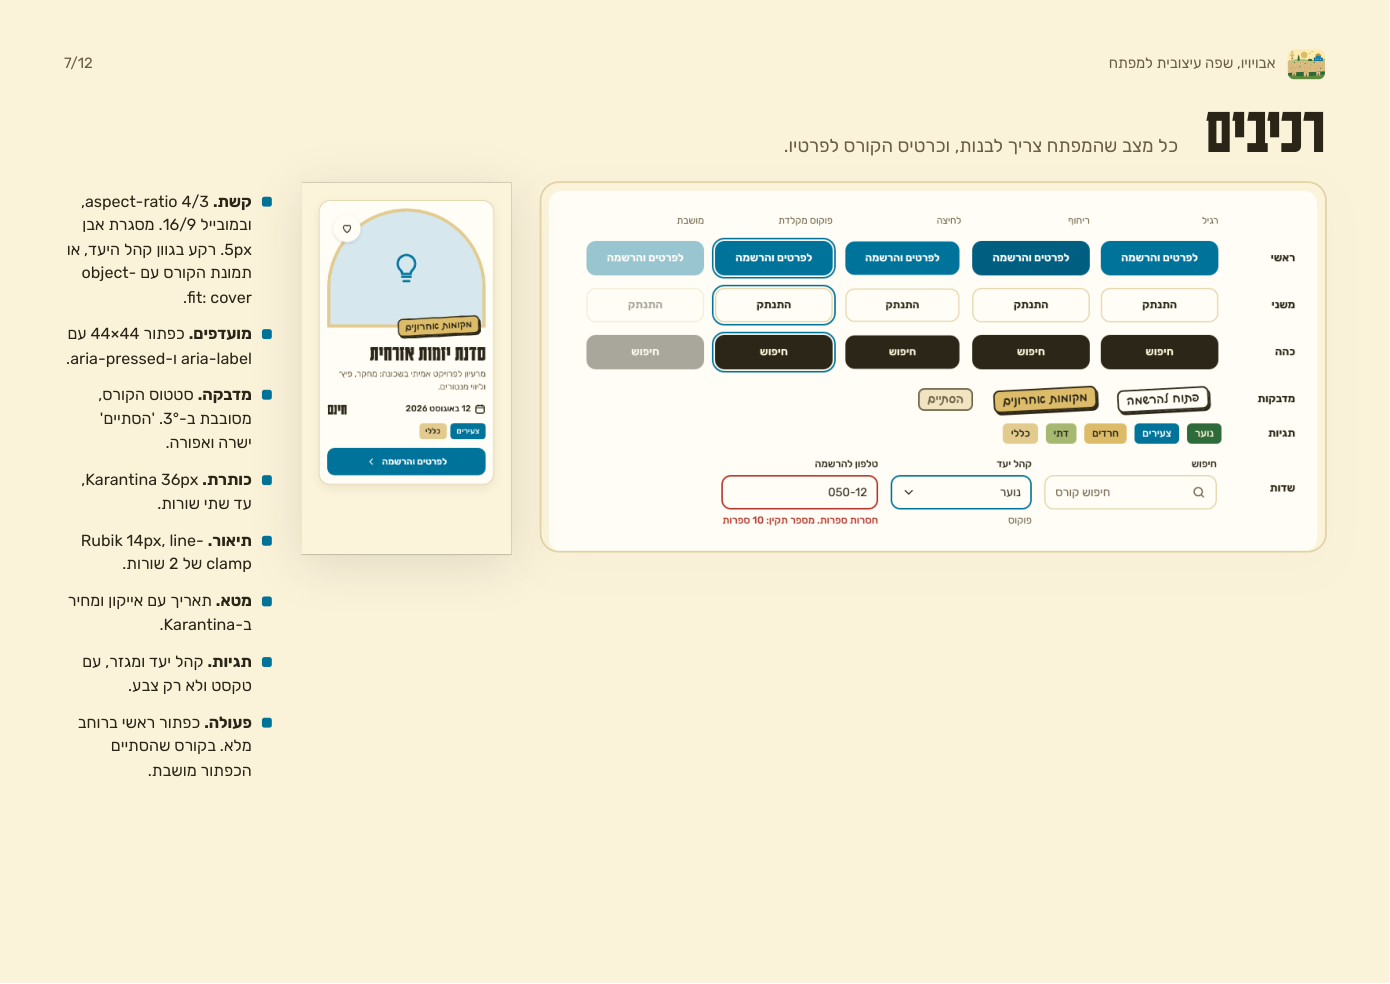 אבויויו, שפה עיצובית למפתח
7/12
רכיבים
כל מצב שהמפתח צריך לבנות, וכרטיס הקורס לפרטיו.
רגיל ריחוף לחיצה פוקוס מקלדת מושבת
ראשי לפרטים והרשמה לפרטים והרשמה לפרטים והרשמה לפרטים והרשמה לפרטים והרשמה
משני התנתק התנתק התנתק התנתק התנתק
כהה חיפוש חיפוש חיפוש חיפוש חיפוש
מדבקות פתוח להרשמה מקומות אחרונים הסתיים
תגיות נוער צעירים חרדים דתי כללי
חיפוש קהל יעד טלפון להרשמה
שדות חיפוש קורס נוער 050-12
פוקוס חסרות ספרות. מספר תקין: 10 ספרות
מקומות אחרונים
סדנת יזמות אזרחית
מרעיון לפרויקט אמיתי בשכונה: מחקר, פיץ׳
וליווי מנטורים.
12 באוגוסט 2026 חינם
צעירים כללי
לפרטים והרשמה
קשת. aspect-ratio 4/3,
ובמובייל 16/9. מסגרת אבן
5px. רקע בגוון קהל היעד, או
תמונת הקורס עם object-
fit: cover.
מועדפים. כפתור 44×44 עם
aria-label ו-aria-pressed.
מדבקה. סטטוס הקורס,
מסובבת ב-3°. 'הסתיים'
ישרה ואפורה.
כותרת. Karantina 36px,
עד שתי שורות.
תיאור. Rubik 14px, line-
clamp של 2 שורות.
מטא. תאריך עם אייקון ומחיר
ב-Karantina.
תגיות. קהל יעד ומגזר, עם
טקסט ולא רק צבע.
פעולה. כפתור ראשי ברוחב
מלא. בקורס שהסתיים
הכפתור מושבת.